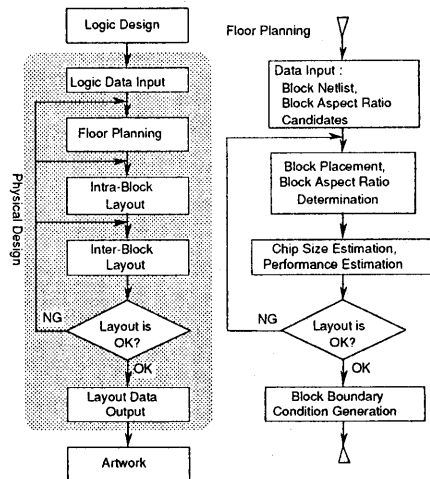 Logic Design
Logic Data Input
Floor Planning
Intra-Block
Layout
Inter-Block
Layout
NG
Layout is
OK?
OK
Layout Data
Output
Artwork
Physical Design
Floor Planning
Data Input :
Block Netlist,
Block Aspect Ratio
Candidates
Block Placement,
Block Aspect Ratio
Determination
Chip Size Estimation,
Performance Estimation
NG
Layout is
OK?
OK
Block Boundary
Condition Generation